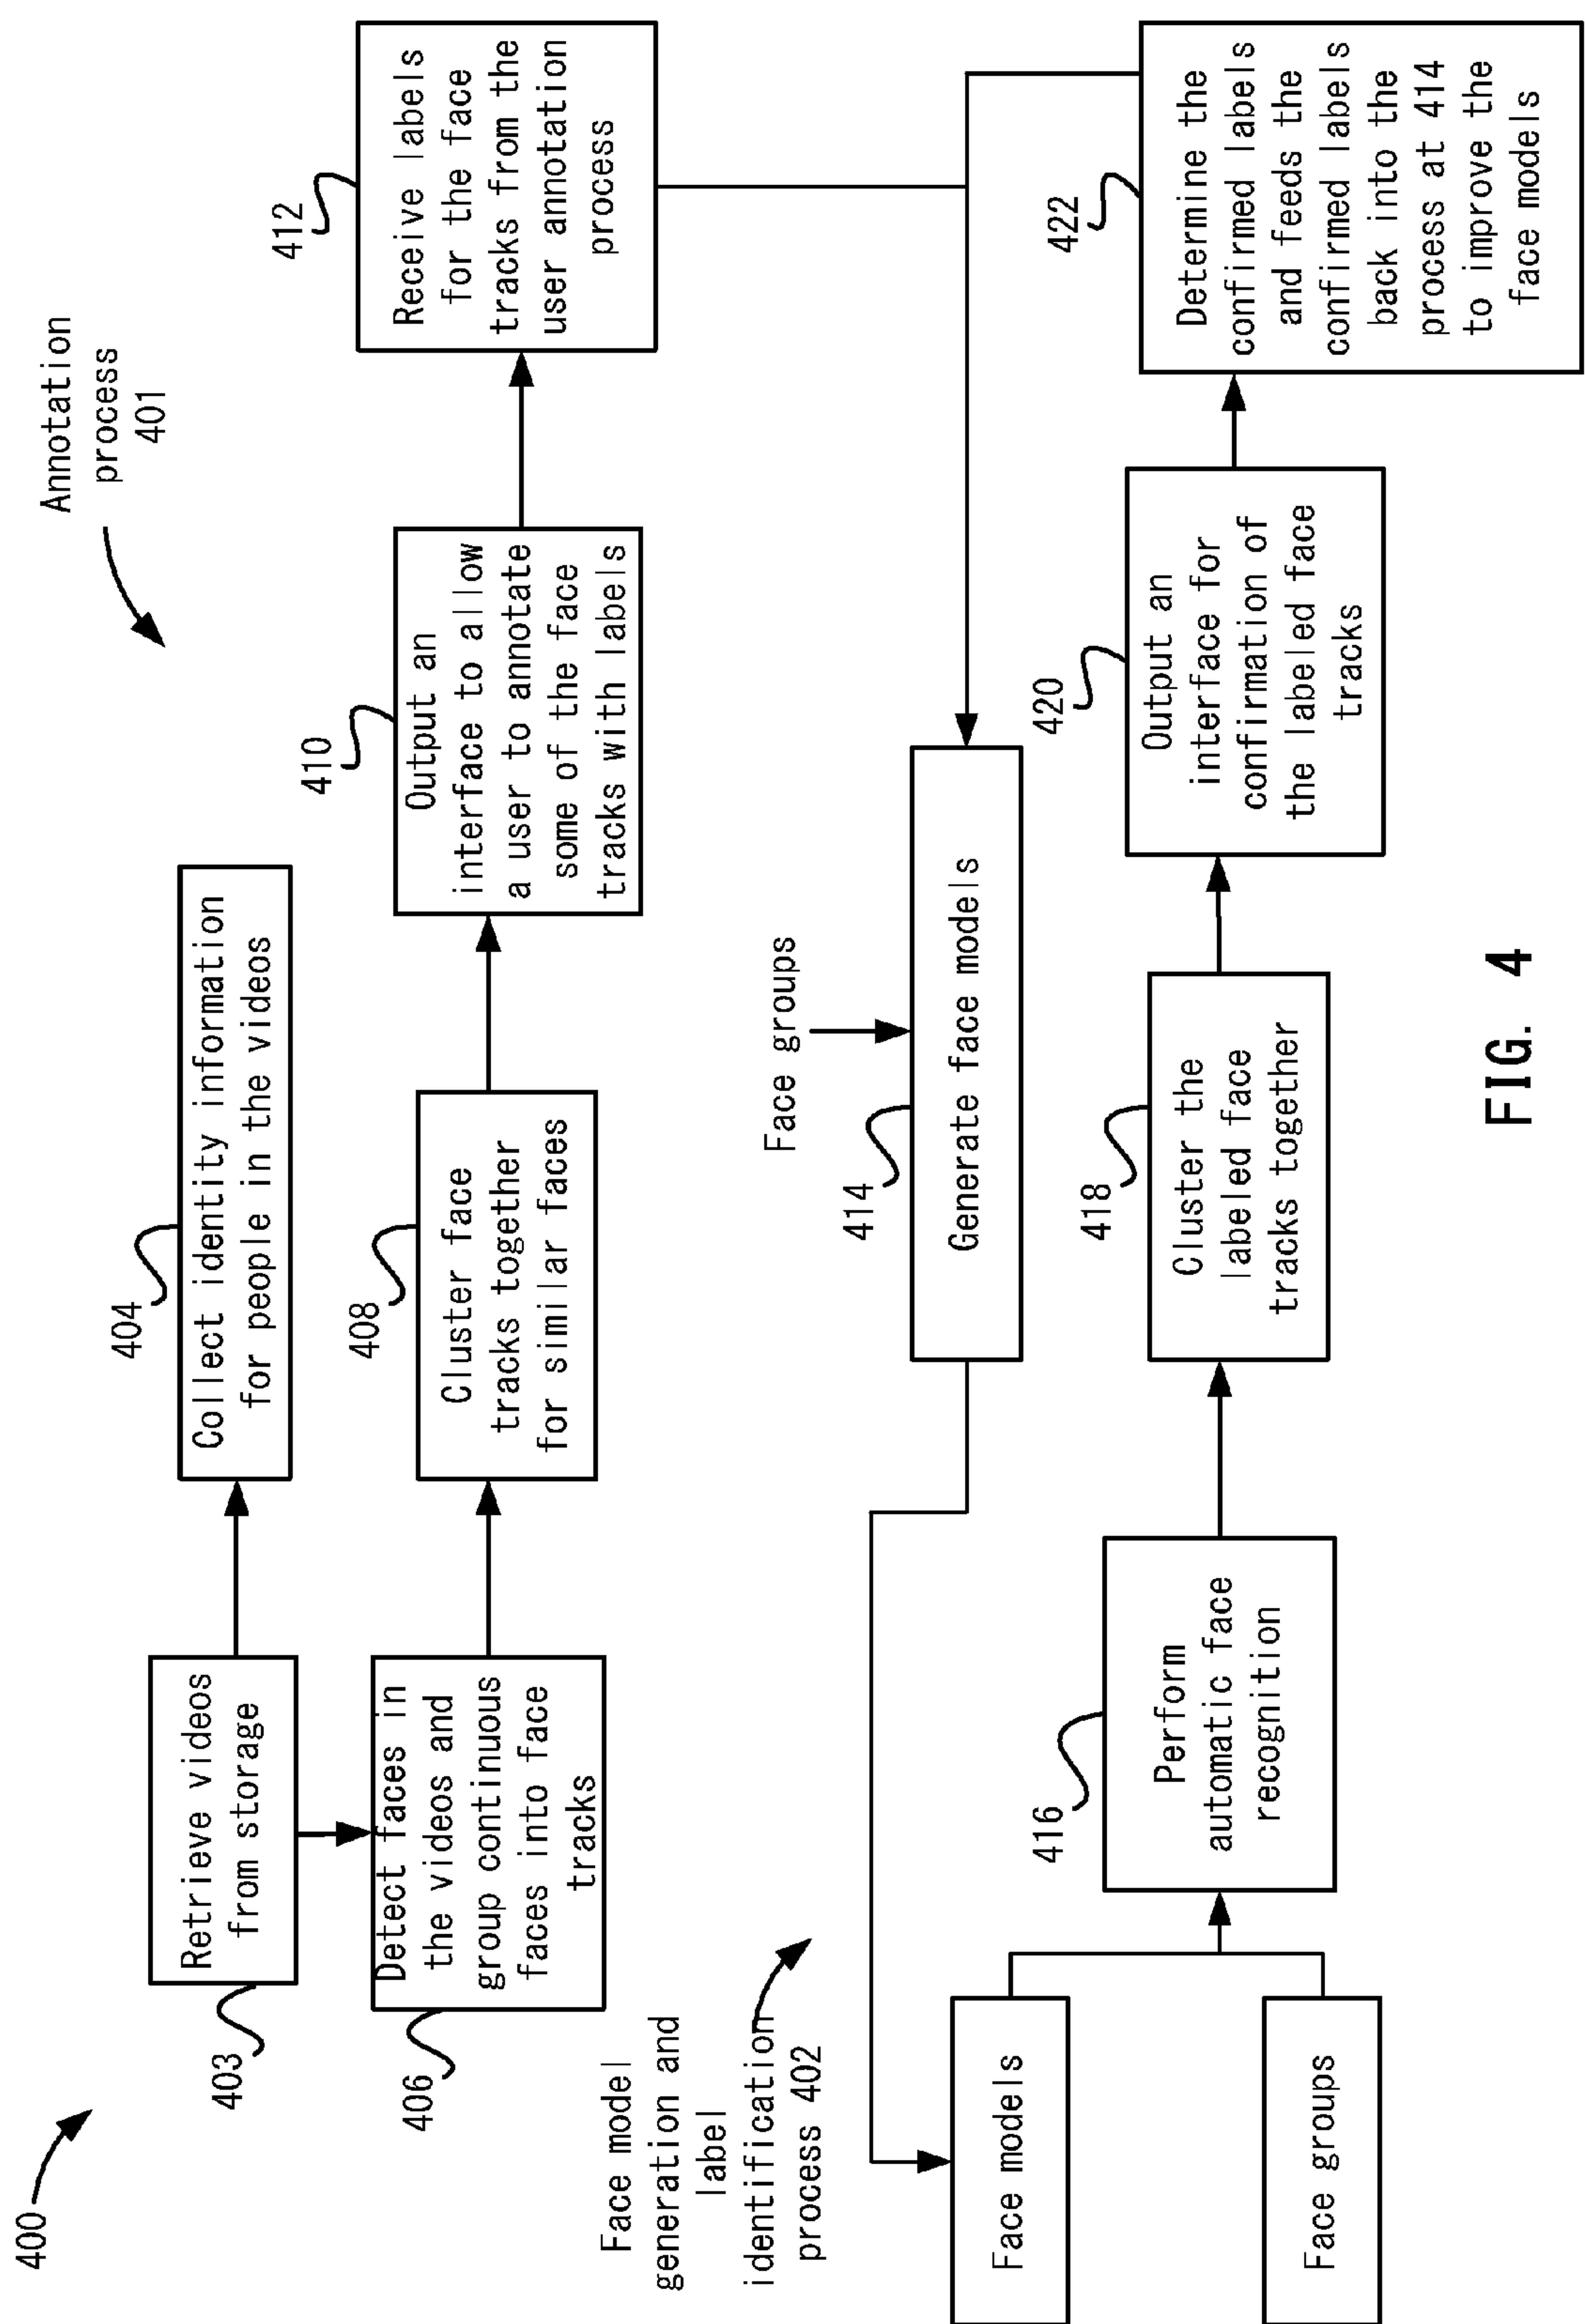 400
Annotation
process
401
403
Retrieve videos
from storage
404
Collect identity information
for people in the videos
406
Detect faces in
the videos and
group continuous
faces into face
tracks
408
Cluster face
tracks together
for similar faces
410
Output an
interface to allow
a user to annotate
some of the face
tracks with labels
412
Receive labels
for the face
tracks from the
user annotation
process
Face model
generation and
label
identification
process 402
Face groups
414
Generate face models
Face models
Face groups
416
Perform
automatic face
recognition
418
Cluster the
labeled face
tracks together
420
Output an
interface for
confirmation of
the labeled face
tracks
422
Determine the
confirmed labels
and feeds the
confirmed labels
back into the
process at 414
to improve the
face models
FIG. 4